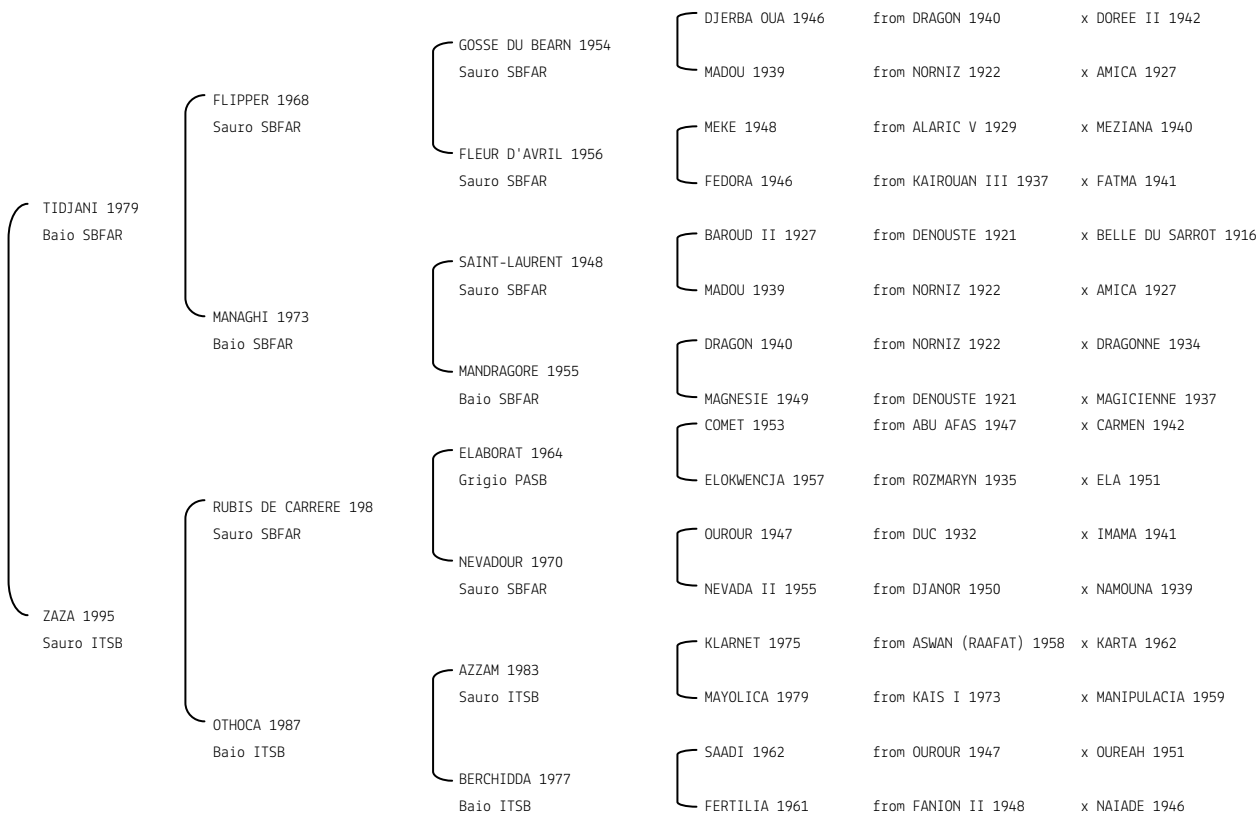 DJERBA OUA 1946 from DRAGON 1940 x DOREE II 1942
GOSSE DU BEARN 1954
Sauro SBFAR
MADOU 1939 from NORNIZ 1922 x AMICA 1927
FLIPPER 1968
Sauro SBFAR
MEKE 1948 from ALARIC V 1929 x MEZIANA 1940
FLEUR D'AVRIL 1956
Sauro SBFAR
FEDORA 1946 from KAIROUAN III 1937 x FATMA 1941
TIDJANI 1979
Baio SBFAR
BAROUD II 1927 from DENOUSTE 1921 x BELLE DU SARROT 1916
SAINT-LAURENT 1948
Sauro SBFAR
MADOU 1939 from NORNIZ 1922 x AMICA 1927
MANAGHI 1973
Baio SBFAR
DRAGON 1940 from NORNIZ 1922 x DRAGONNE 1934
MANDRAGORE 1955
Baio SBFAR
MAGNESIE 1949 from DENOUSTE 1921 x MAGICIENNE 1937
COMET 1953 from ABU AFAS 1947 x CARMEN 1942
ELABORAT 1964
Grigio PASB
ELOKWENCJA 1957 from ROZMARYN 1935 x ELA 1951
RUBIS DE CARRERE 198
Sauro SBFAR
OUROUR 1947 from DUC 1932 x IMAMA 1941
NEVADOUR 1970
Sauro SBFAR
NEVADA II 1955 from DJANOR 1950 x NAMOUNA 1939
ZAZA 1995
Sauro ITSB
KLARNET 1975 from ASWAN (RAAFAT) 1958 x KARTA 1962
AZZAM 1983
Sauro ITSB
MAYOLICA 1979 from KAIS I 1973 x MANIPULACIA 1959
OTHOCA 1987
Baio ITSB
SAADI 1962 from OUROUR 1947 x OUREAH 1951
BERCHIDDA 1977
Baio ITSB
FERTILIA 1961 from FANION II 1948 x NAIADE 1946